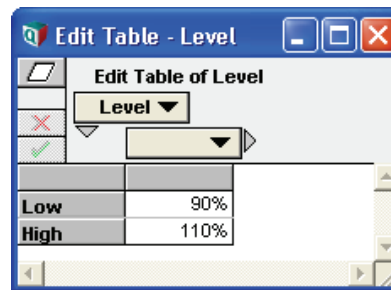 Edit Table - Level
Edit Table of Level
Level
Low 90%
High 110%